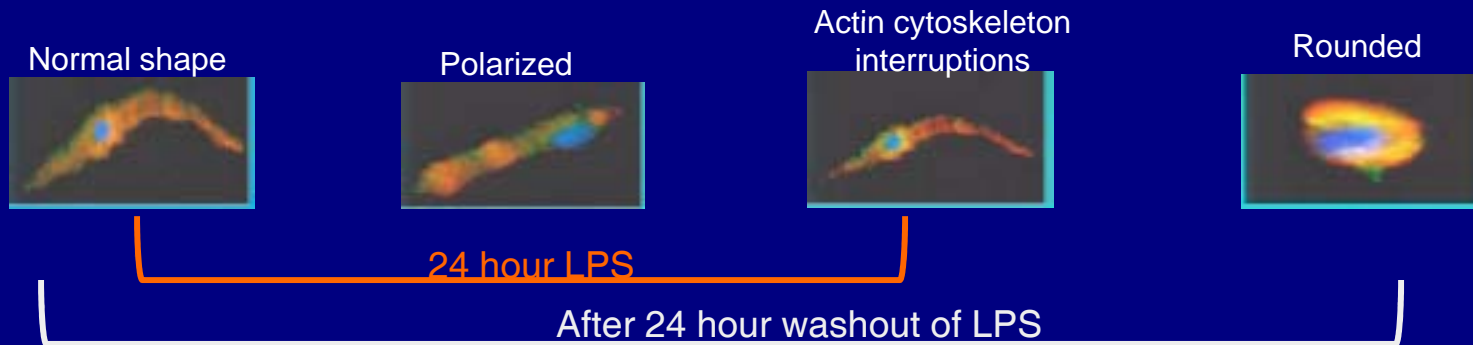 Normal shape
Polarized
Actin cytoskeleton
interruptions
Rounded
24 hour LPS
After 24 hour washout of LPS